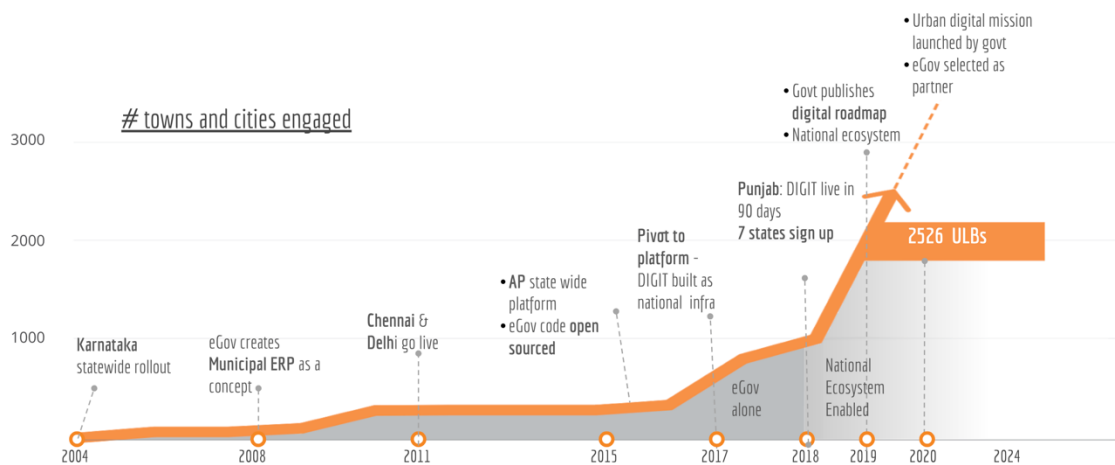 # towns and cities engaged
3000
2000
1000
Karnataka
statewide rollout
eGov creates
Municipal ERP as a
concept
Chennai &
Delhi go live
• AP state wide
platform
• eGov code open
sourced
Pivot to
platform -
DIGIT built as
national infra
Punjab: DIGIT live in
90 days
7 states sign up
• Govt publishes
digital roadmap
• National ecosystem
• Urban digital mission
launched by govt
• eGov selected as
partner
2526 ULBs
eGov
alone
National
Ecosystem
Enabled
2004
2008
2011
2015
2017
2018
2019
2020
2024